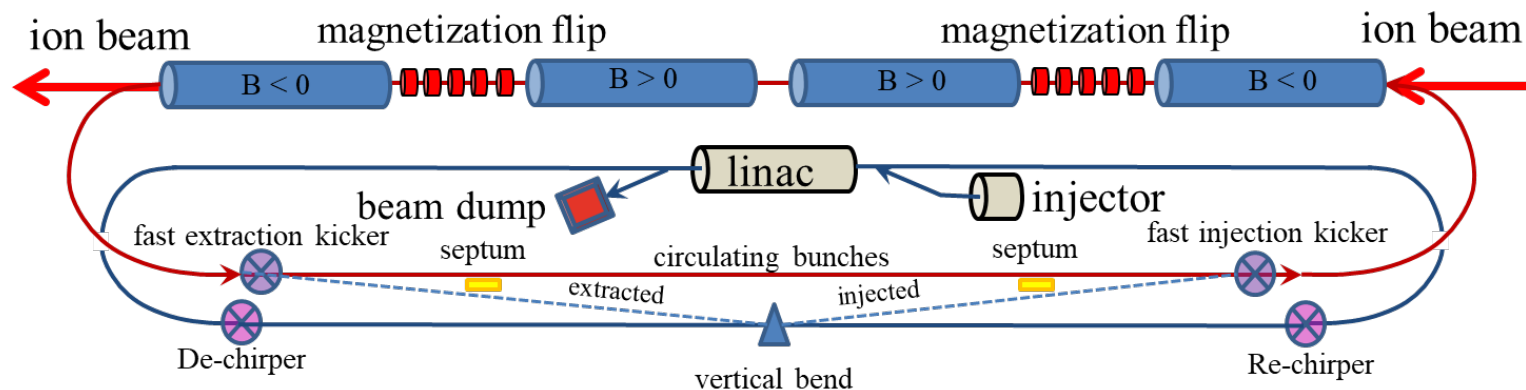 magnetization flip
magnetization flip
ion beam
ion beam
B < 0
B > 0
B > 0
B < 0
linac
injector
beam dump
fast extraction kicker
septum
circulating bunches
septum
fast injection kicker
extracted
injected
De-chirper
vertical bend
Re-chirper